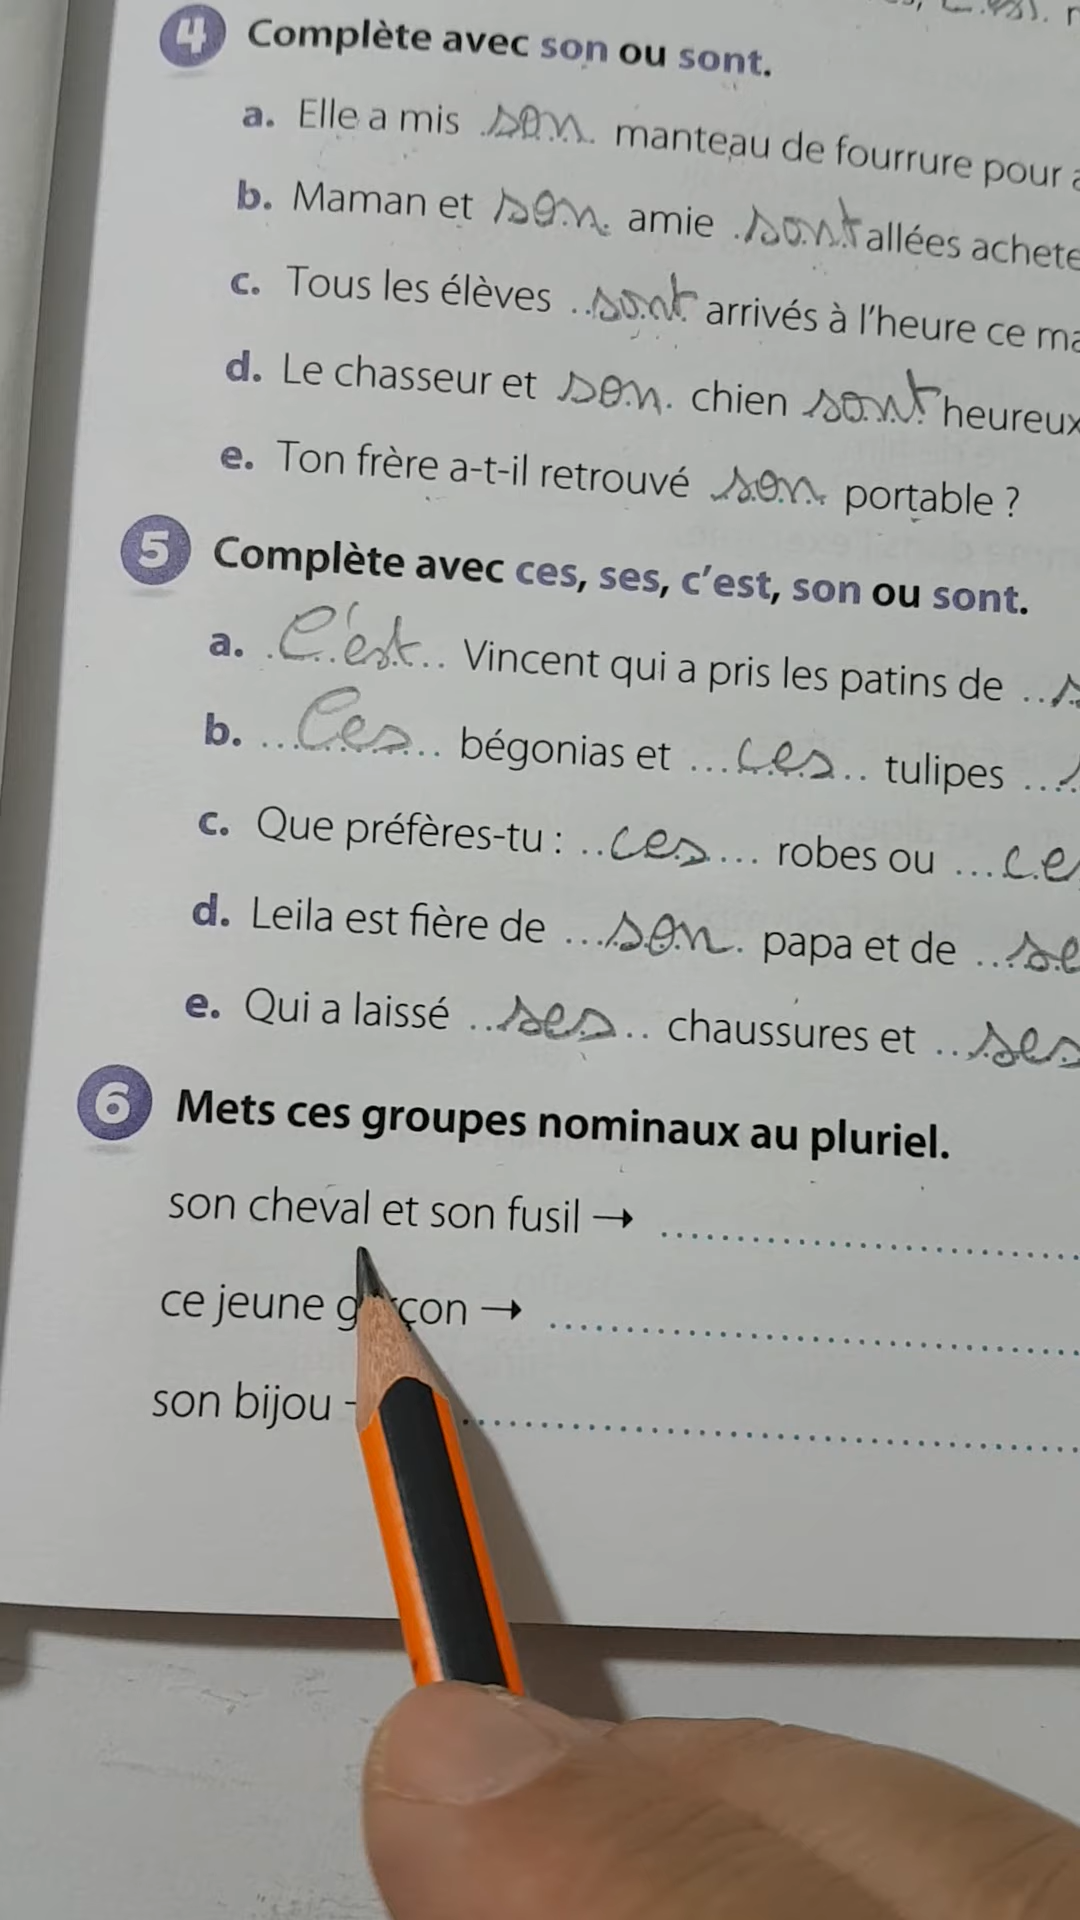 4 Complète avec son ou sont.
a. Elle a mis son manteau de fourrure pour
b. Maman et son amie sont allées achete
c. Tous les élèves sont arrivés à l'heure ce ma
d. Le chasseur et son chien sont heureux
e. Ton frère a-t-il retrouvé son portable ?
5 Complète avec ces, ses, c'est, son ou sont.
a. C'est Vincent qui a pris les patins de
b. Ces bégonias et ces tulipes
c. Que préfères-tu : ces robes ou ce
d. Leila est fière de son papa et de se
e. Qui a laissé ses chaussures et ses
6 Mets ces groupes nominaux au pluriel.
son cheval et son fusil →
ce jeune garçon →
son bijou